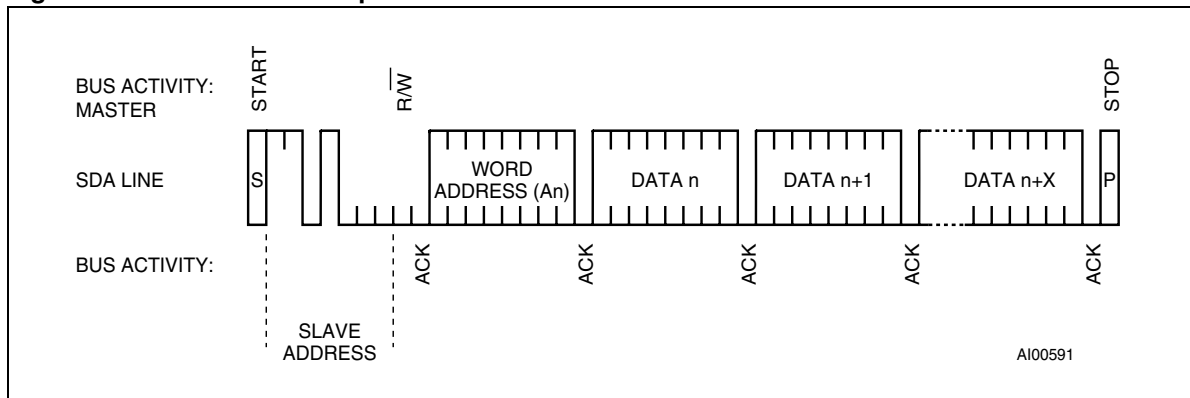 BUS ACTIVITY:
MASTER
START
R/W
STOP
SDA LINE
S
WORD
ADDRESS (An)
DATA n
DATA n+1
DATA n+X
P
BUS ACTIVITY:
ACK
ACK
ACK
ACK
ACK
SLAVE
ADDRESS
AI00591